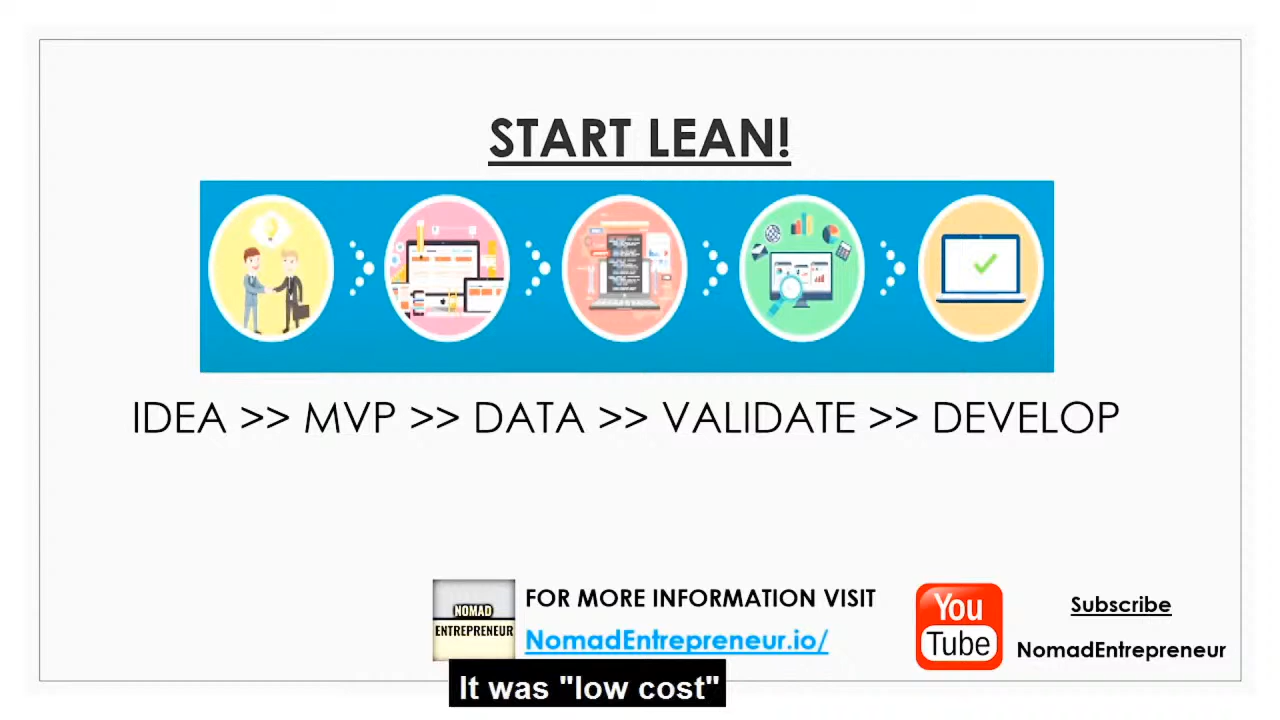 START LEAN!
IDEA >> MVP >> DATA >> VALIDATE >> DEVELOP
NOMAD
ENTREPRENEUR
FOR MORE INFORMATION VISIT
NomadEntrepreneur.io/
You
Tube
Subscribe
NomadEntrepreneur
It was "low cost"